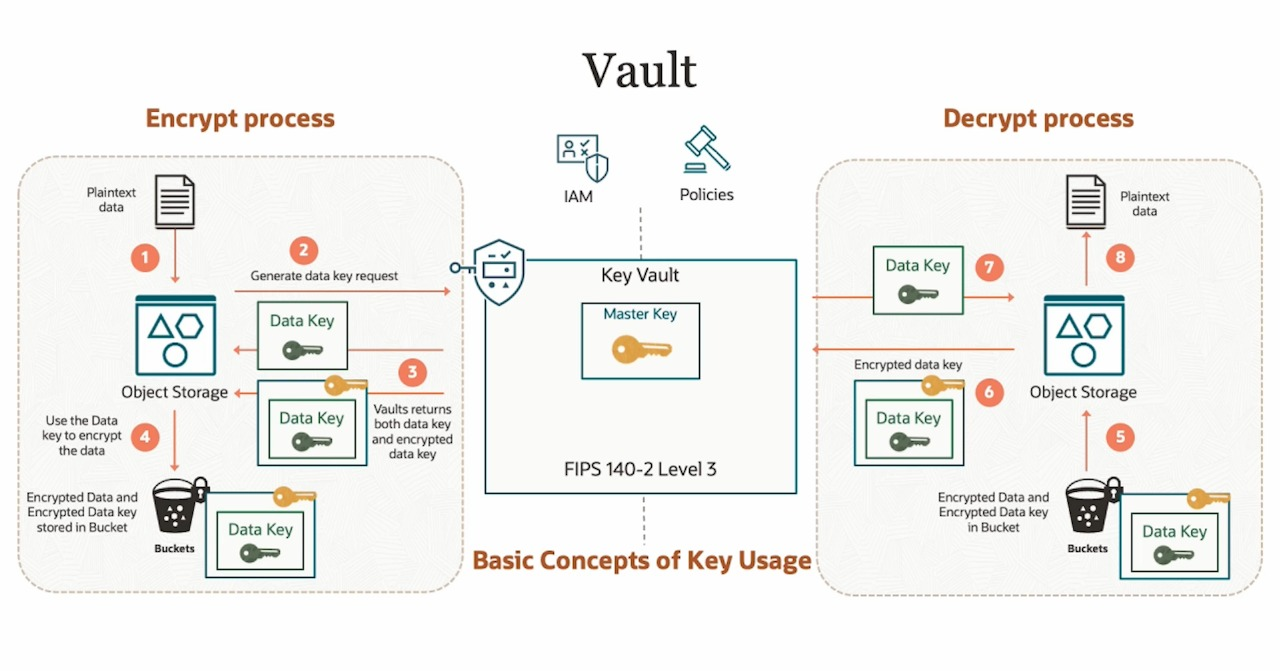 Vault
Encrypt process
Plaintext
data
1
2
Generate data key request
Data Key
Object Storage
3
Data Key
Vaults returns
both data key
and encrypted
data key
Use the Data
key to encrypt
the data
4
Encrypted Data and
Encrypted Data key
stored in Bucket
Buckets
Data Key
IAM
Policies
Key Vault
Master Key
FIPS 140-2 Level 3
Basic Concepts of Key Usage
Decrypt process
Plaintext
data
8
Data Key
7
Object Storage
Encrypted data key
6
Data Key
5
Encrypted Data and
Encrypted Data key
in Bucket
Buckets
Data Key